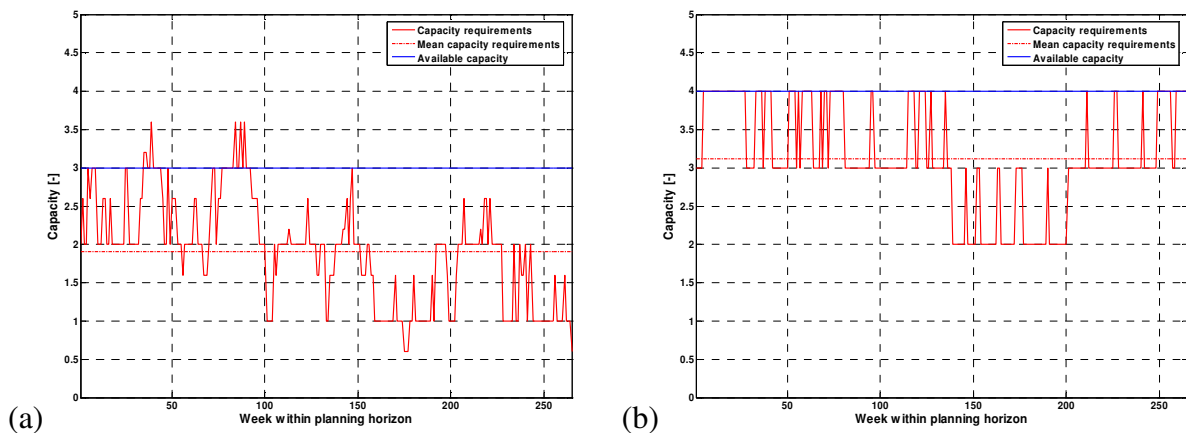 5
4.5
4
3.5
3
2.5
2
1.5
1
0.5
0
Capacity [-]
50
100
150
200
250
Week within planning horizon
Capacity requirements
Mean capacity requirements
Available capacity
(a)
5
4.5
4
3.5
3
2.5
2
1.5
1
0.5
0
Capacity [-]
50
100
150
200
250
Week within planning horizon
Capacity requirements
Mean capacity requirements
Available capacity
(b)